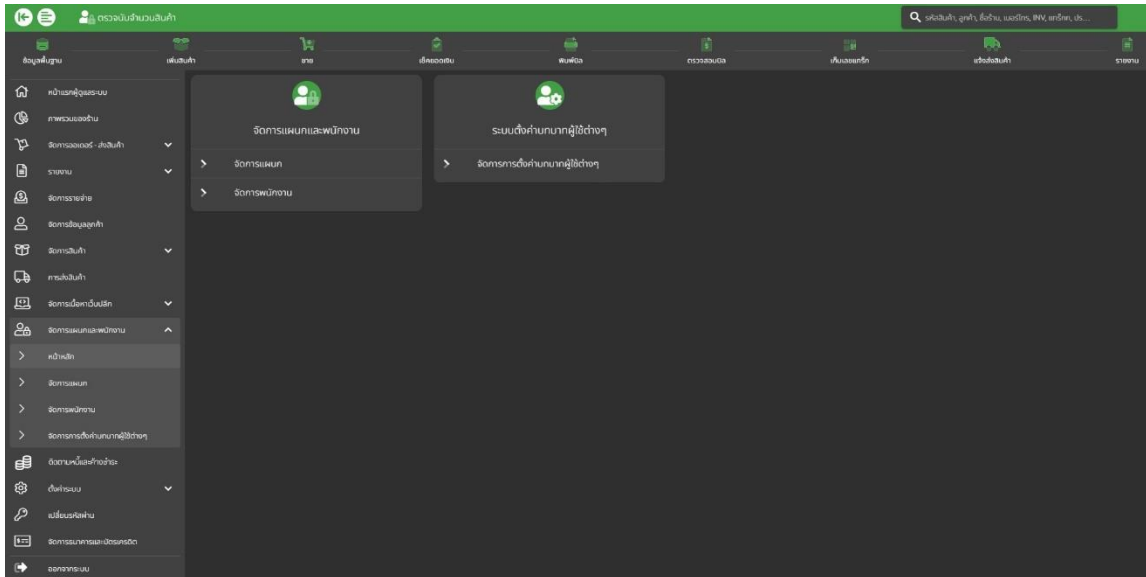 ตรวจนับจำนวนสินค้า
รหัสสินค้า, ลูกค้า, ชื่อร้าน, เบอร์โทร, INV, แทร็กก, ประ...
ข้อมูลพื้นฐาน
เพิ่มสินค้า
ขาย
เช็คยอดเงิน
พิมพ์บิล
ตรวจสอบบิล
เก็บเลขแทร็ก
แจ้งส่งสินค้า
รายงาน
หน้าแรกผู้ดูแลระบบ
ภาพรวมของร้าน
จัดการออเดอร์ - ส่งสินค้า
รายงาน
จัดการรายจ่าย
จัดการข้อมูลลูกค้า
จัดการสินค้า
การส่งสินค้า
จัดการเนื้อหาเว็บปลีก
จัดการแผนกและพนักงาน
หน้าหลัก
จัดการแผนก
จัดการพนักงาน
จัดการการตั้งค่าบทบาทผู้ใช้ต่างๆ
ติดตามหนี้และค้างชำระ
ตั้งค่าระบบ
เปลี่ยนรหัสผ่าน
จัดการธนาคารและบัตรเครดิต
ออกจากระบบ
จัดการแผนกและพนักงาน
จัดการแผนก
จัดการพนักงาน
ระบบตั้งค่าบทบาทผู้ใช้ต่างๆ
จัดการการตั้งค่าบทบาทผู้ใช้ต่างๆ